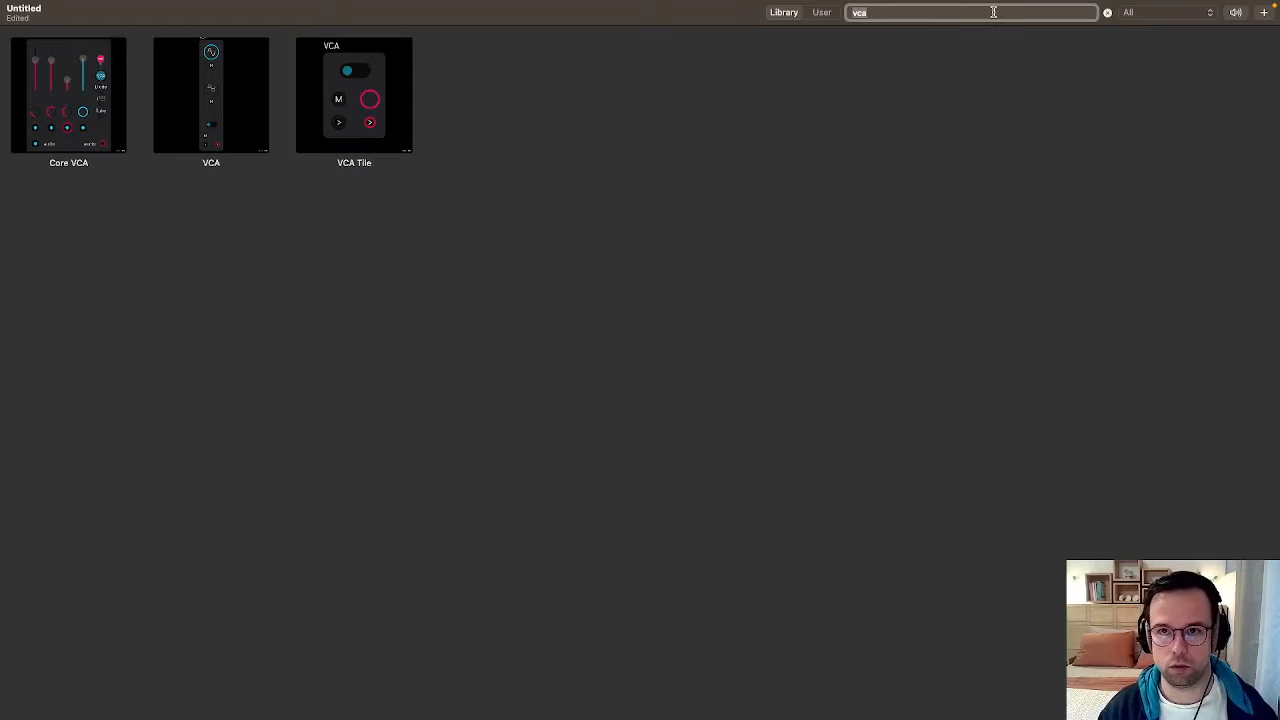 Untitled
Edited
Library
User
vca
All
VCA
M
Core VCA
VCA
VCA Tile